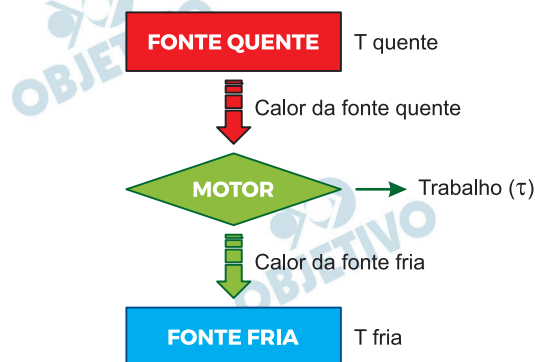 FONTE QUENTE T quente
OBJETIVO
Calor da fonte quente
MOTOR Trabalho (τ)
OBJETIVO
Calor da fonte fria
FONTE FRIA T fria